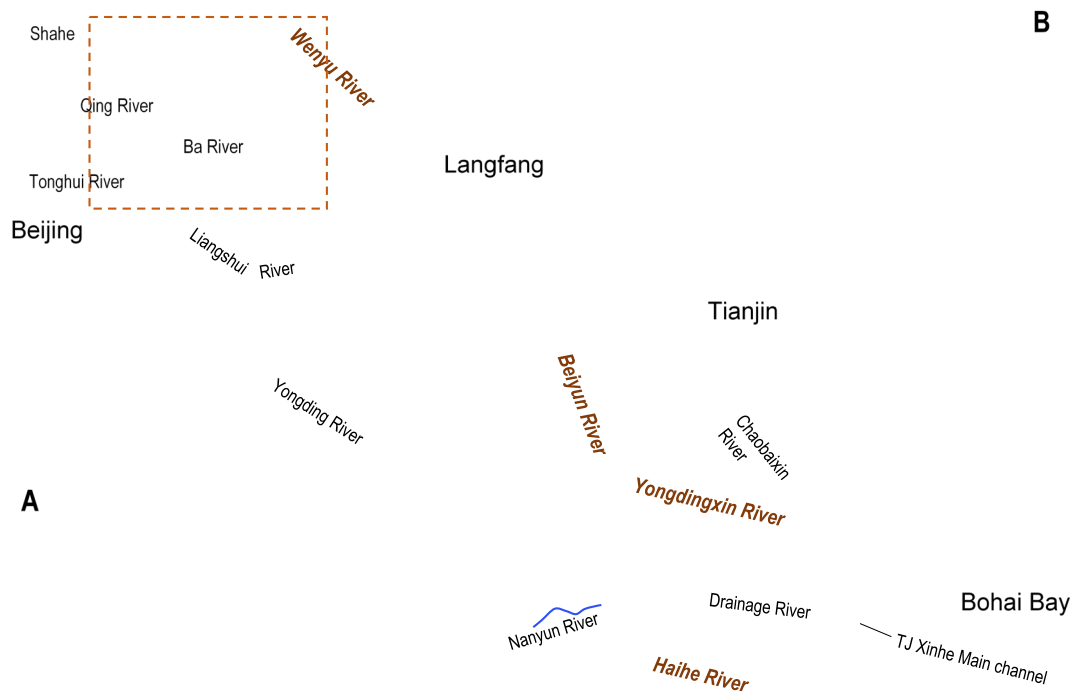 B
Shahe
Wenyu River
Qing River
Ba River
Langfang
Tonghui River
Beijing
Liangshui River
Tianjin
Beiyun River
Yongding River
Chaobaixin
River
A
Yongdingxin River
Drainage River
Bohai Bay
Nanyun River
TJ Xinhe Main channel
Haihe River